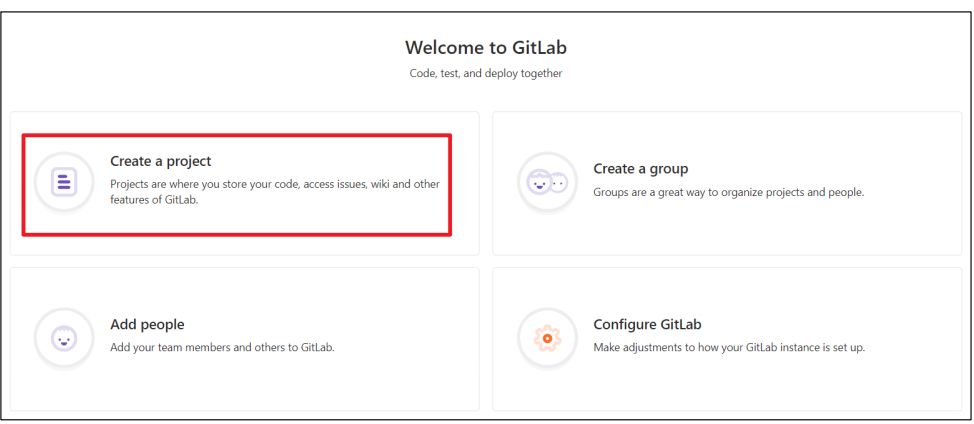 Welcome to GitLab
Code, test, and deploy together
Create a project
Projects are where you store your code, access issues, wiki and other
features of GitLab.
Create a group
Groups are a great way to organize projects and people.
Add people
Add your team members and others to GitLab.
Configure GitLab
Make adjustments to how your GitLab instance is set up.